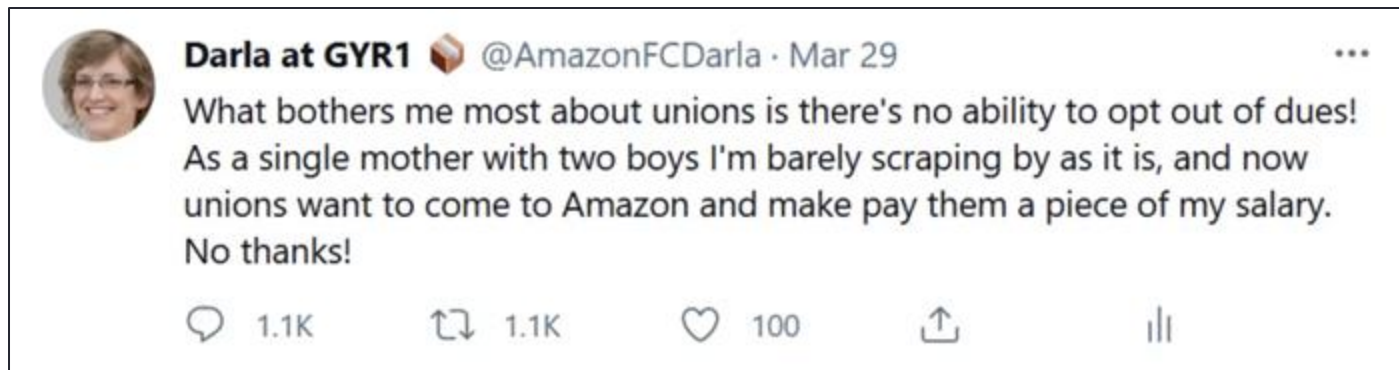 Darla at GYR1 📦 @AmazonFCDarla · Mar 29
What bothers me most about unions is there's no ability to opt out of dues!
As a single mother with two boys I'm barely scraping by as it is, and now
unions want to come to Amazon and make pay them a piece of my salary.
No thanks!
1.1K 1.1K 100